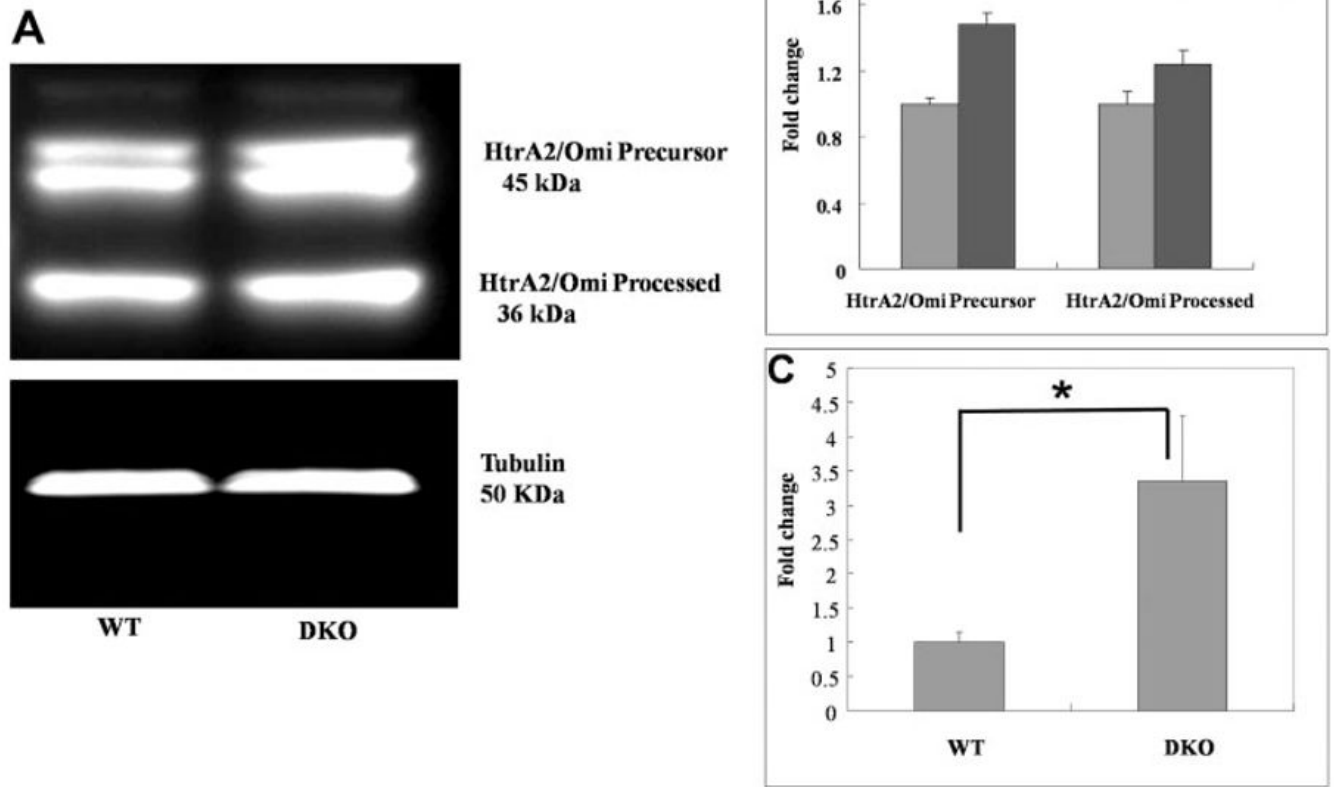 A
HtrA2/Omi Precursor
45 kDa
HtrA2/Omi Processed
36 kDa
Tubulin
50 KDa
WT
DKO
1.6
1.2
0.8
0.4
0
Fold change
HtrA2/Omi Precursor
HtrA2/Omi Processed
C
5
4.5
4
3.5
3
2.5
2
1.5
1
0.5
0
Fold change
*
WT
DKO